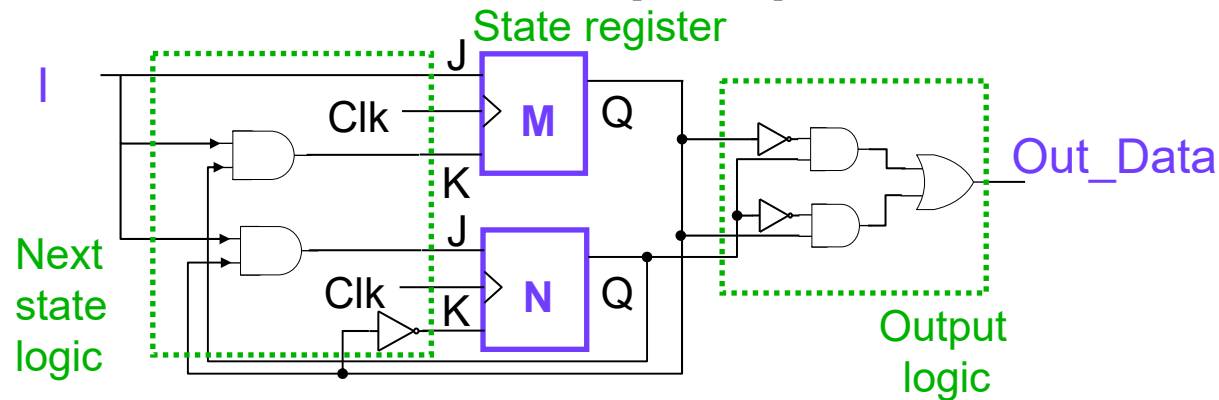 State register
I
J
Clk
M
Q
K
Out_Data
J
Next
state
logic
Clk
N
Q
K
Output
logic